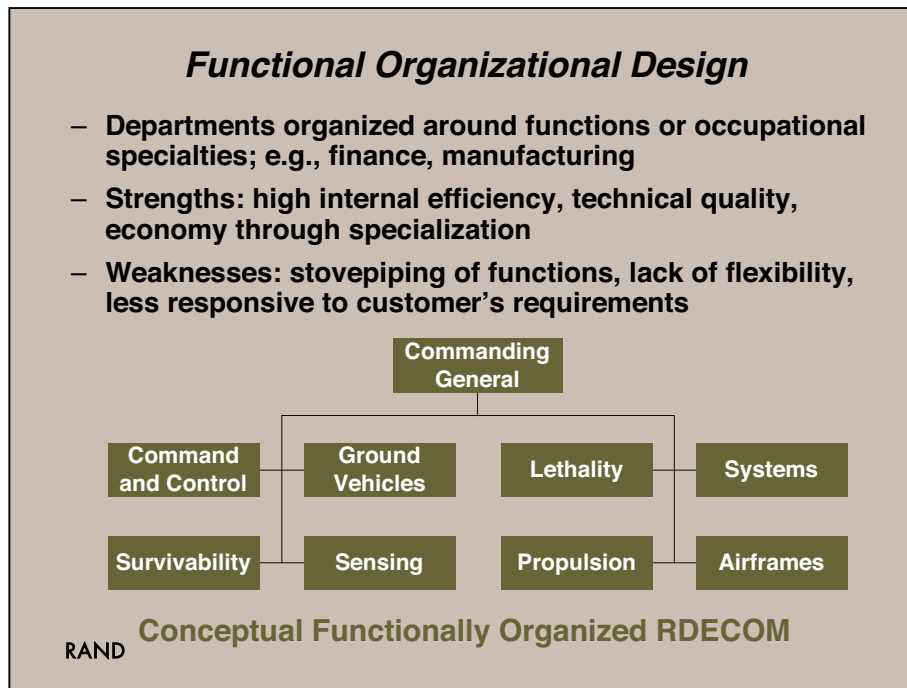 Functional Organizational Design
– Departments organized around functions or occupational
specialties; e.g., finance, manufacturing
– Strengths: high internal efficiency, technical quality,
economy through specialization
– Weaknesses: stovepiping of functions, lack of flexibility,
less responsive to customer’s requirements
Commanding
General
Command
and Control
Ground
Vehicles
Lethality
Systems
Survivability
Sensing
Propulsion
Airframes
Conceptual Functionally Organized RDECOM
RAND